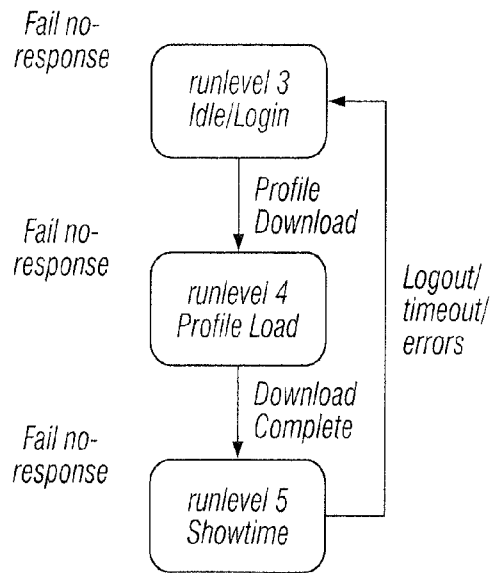 Fail no-
response
runlevel 3
Idle/Login
Profile
Download
Fail no-
response
runlevel 4
Profile Load
Logout/
timeout/
errors
Download
Complete
Fail no-
response
runlevel 5
Showtime